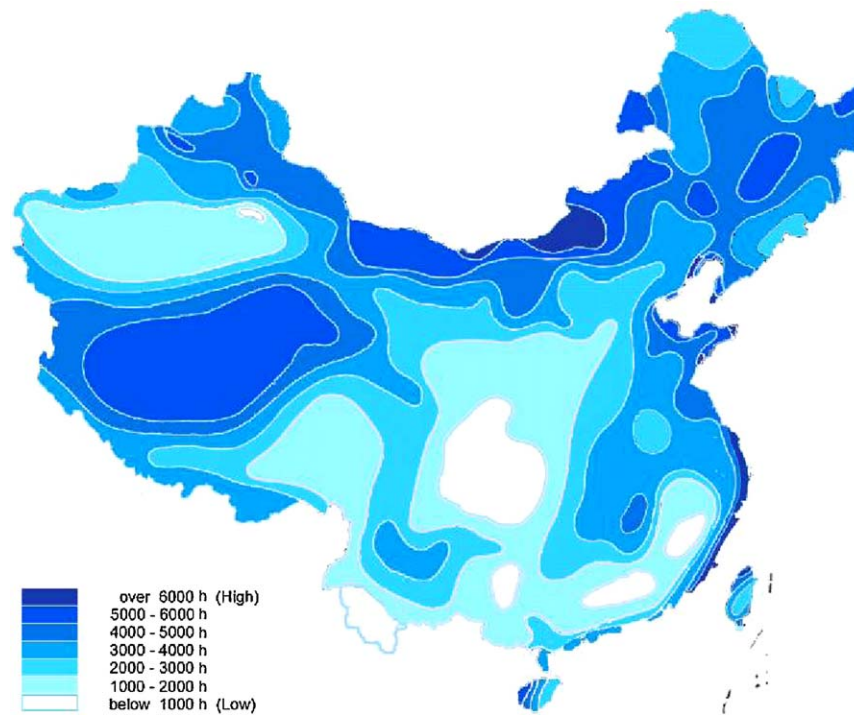 over 6000 h (High)
5000 - 6000 h
4000 - 5000 h
3000 - 4000 h
2000 - 3000 h
1000 - 2000 h
below 1000 h (Low)